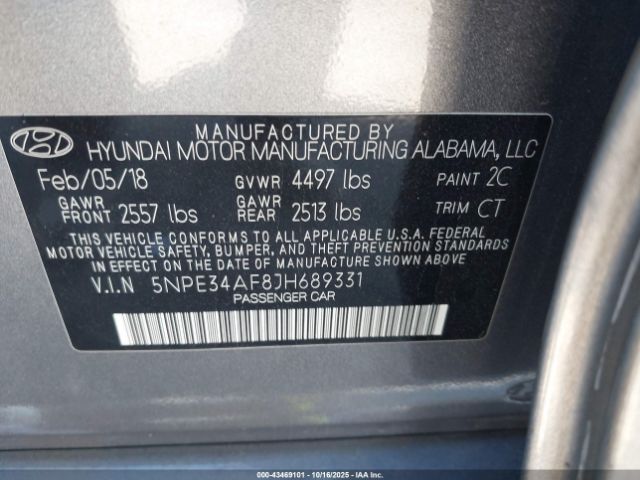 MANUFACTURED BY
HYUNDAI MOTOR MANUFACTURING ALABAMA, LLC
Feb/05/18 GVWR 4497 lbs PAINT 2C
GAWR FRONT 2557 lbs GAWR REAR 2513 lbs TRIM CT
THIS VEHICLE CONFORMS TO ALL APPLICABLE U.S.A. FEDERAL
MOTOR VEHICLE SAFETY, BUMPER, AND THEFT PREVENTION STANDARDS
IN EFFECT ON THE DATE OF MANUFACTURE SHOWN ABOVE.
V.I.N 5NPE34AF8JH689331
PASSENGER CAR
000-43469101 - 10/16/2025 - IAAI.COM